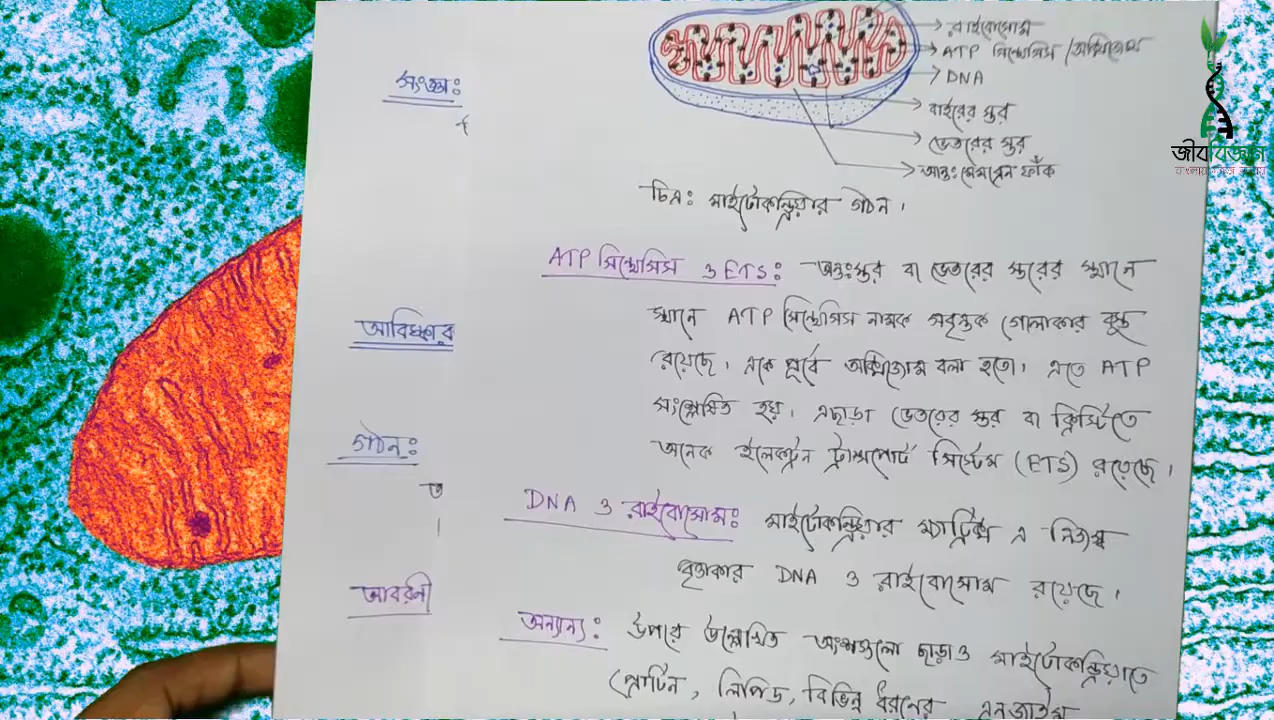 রাইবোসোম
ATP সিন্থেসিস/অক্সিজোম
DNA
বাইরের স্তর
ভেতরের স্তর
আন্তঃমেমব্রেন ফাঁক
চিত্র: মাইটোকন্ড্রিয়ার গঠন।
সংজ্ঞা:
ATP সিন্থেসিস ও ETS: অন্তঃস্তর বা ভেতরের স্তরের স্থানে
স্থানে ATP সিন্থেসিস নামক সবৃন্তক গোলাকার বস্তু
রয়েছে। একে পূর্বে অক্সিজোম বলা হতো। এতে ATP
সংশ্লেষিত হয়। এছাড়া ভেতরের স্তর বা ক্রিস্টিতে
অনেক ইলেকট্রন ট্রান্সপোর্ট সিস্টেম (ETS) রয়েছে।
আবিষ্কার
গঠন:
DNA ও রাইবোসোম: মাইটোকন্ড্রিয়ার ম্যাট্রিক্স এ নিজস্ব
বৃত্তাকার DNA ও রাইবোসোম রয়েছে।
আবরনী
অন্যান্য: উপরে উল্লেখিত অংশগুলো ছাড়াও মাইটোকন্ড্রিয়াতে
প্রোটিন, লিপিড, বিভিন্ন ধরনের এনজাইম
জীববিজ্ঞান